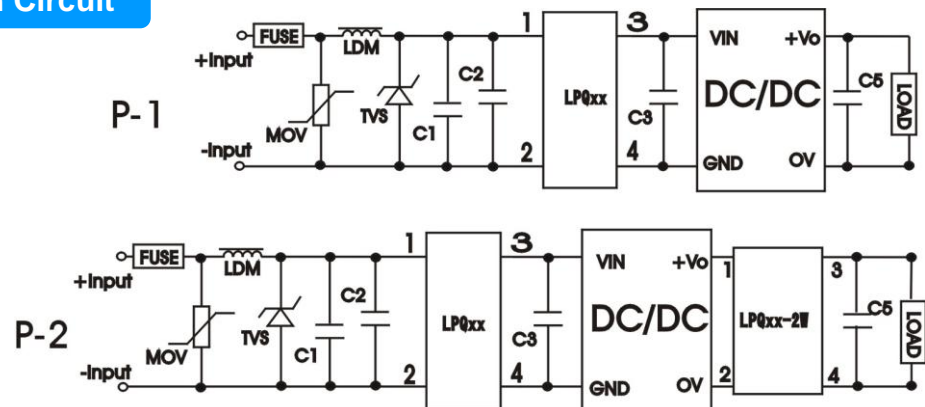 Circuit
P-1
+Input
FUSE
LDM
MOV
TVS
C1
C2
1
2
LPQxx
3
4
C3
VIN
+Vo
DC/DC
GND
OV
C5
LOAD
-Input
P-2
+Input
FUSE
LDM
MOV
TVS
C1
C2
1
2
LPQxx
3
4
C3
VIN
+Vo
DC/DC
GND
OV
1
2
LPQxx-2W
3
4
C5
LOAD
-Input